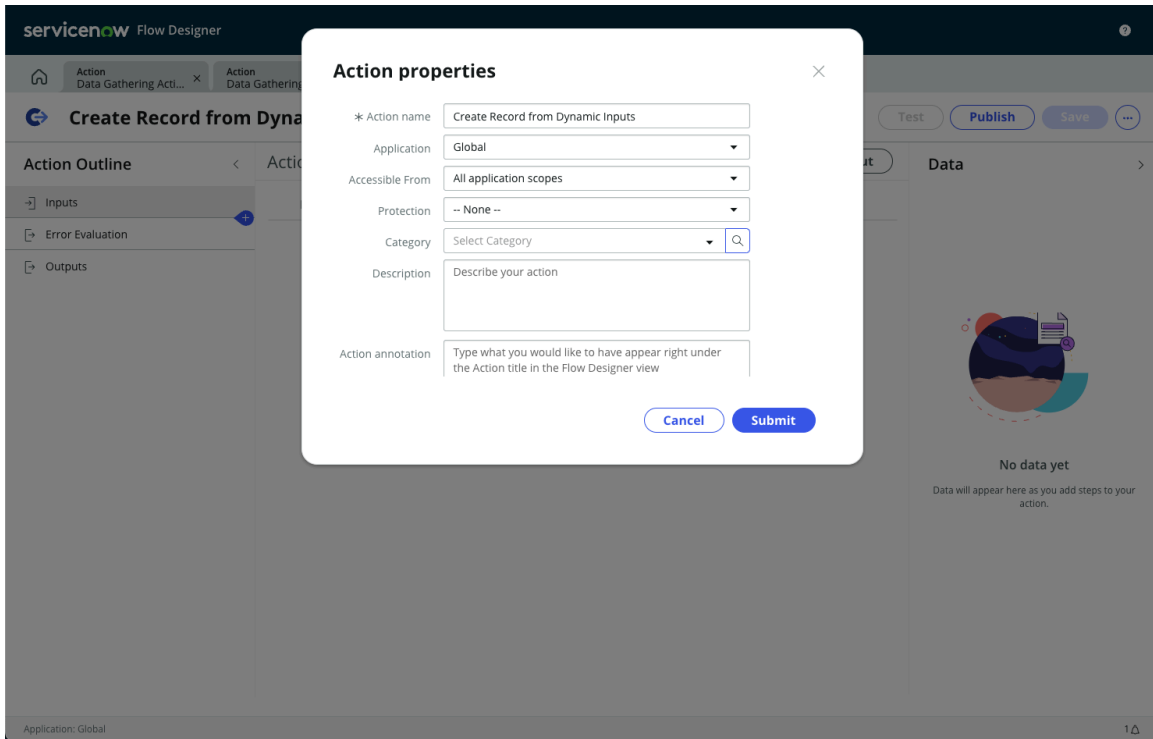 servicenow Flow Designer
Action
Data Gathering Acti...
Action
Data Gathering
Create Record from Dyna
Test
Publish
Save
Action Outline
Inputs
Error Evaluation
Outputs
Actio
ut
Data
No data yet
Data will appear here as you add steps to your
action.
Action properties
* Action name
Create Record from Dynamic Inputs
Application
Global
Accessible From
All application scopes
Protection
-- None --
Category
Select Category
Description
Describe your action
Action annotation
Type what you would like to have appear right under
the Action title in the Flow Designer view
Cancel
Submit
Application: Global
1